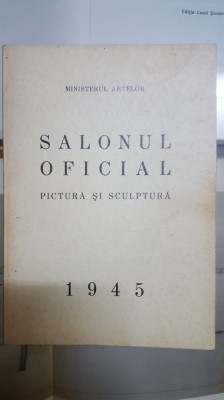 MINISTERUL ARTELOR
SALONUL
OFICIAL
PICTURĂ ȘI SCULPTURĂ
1945